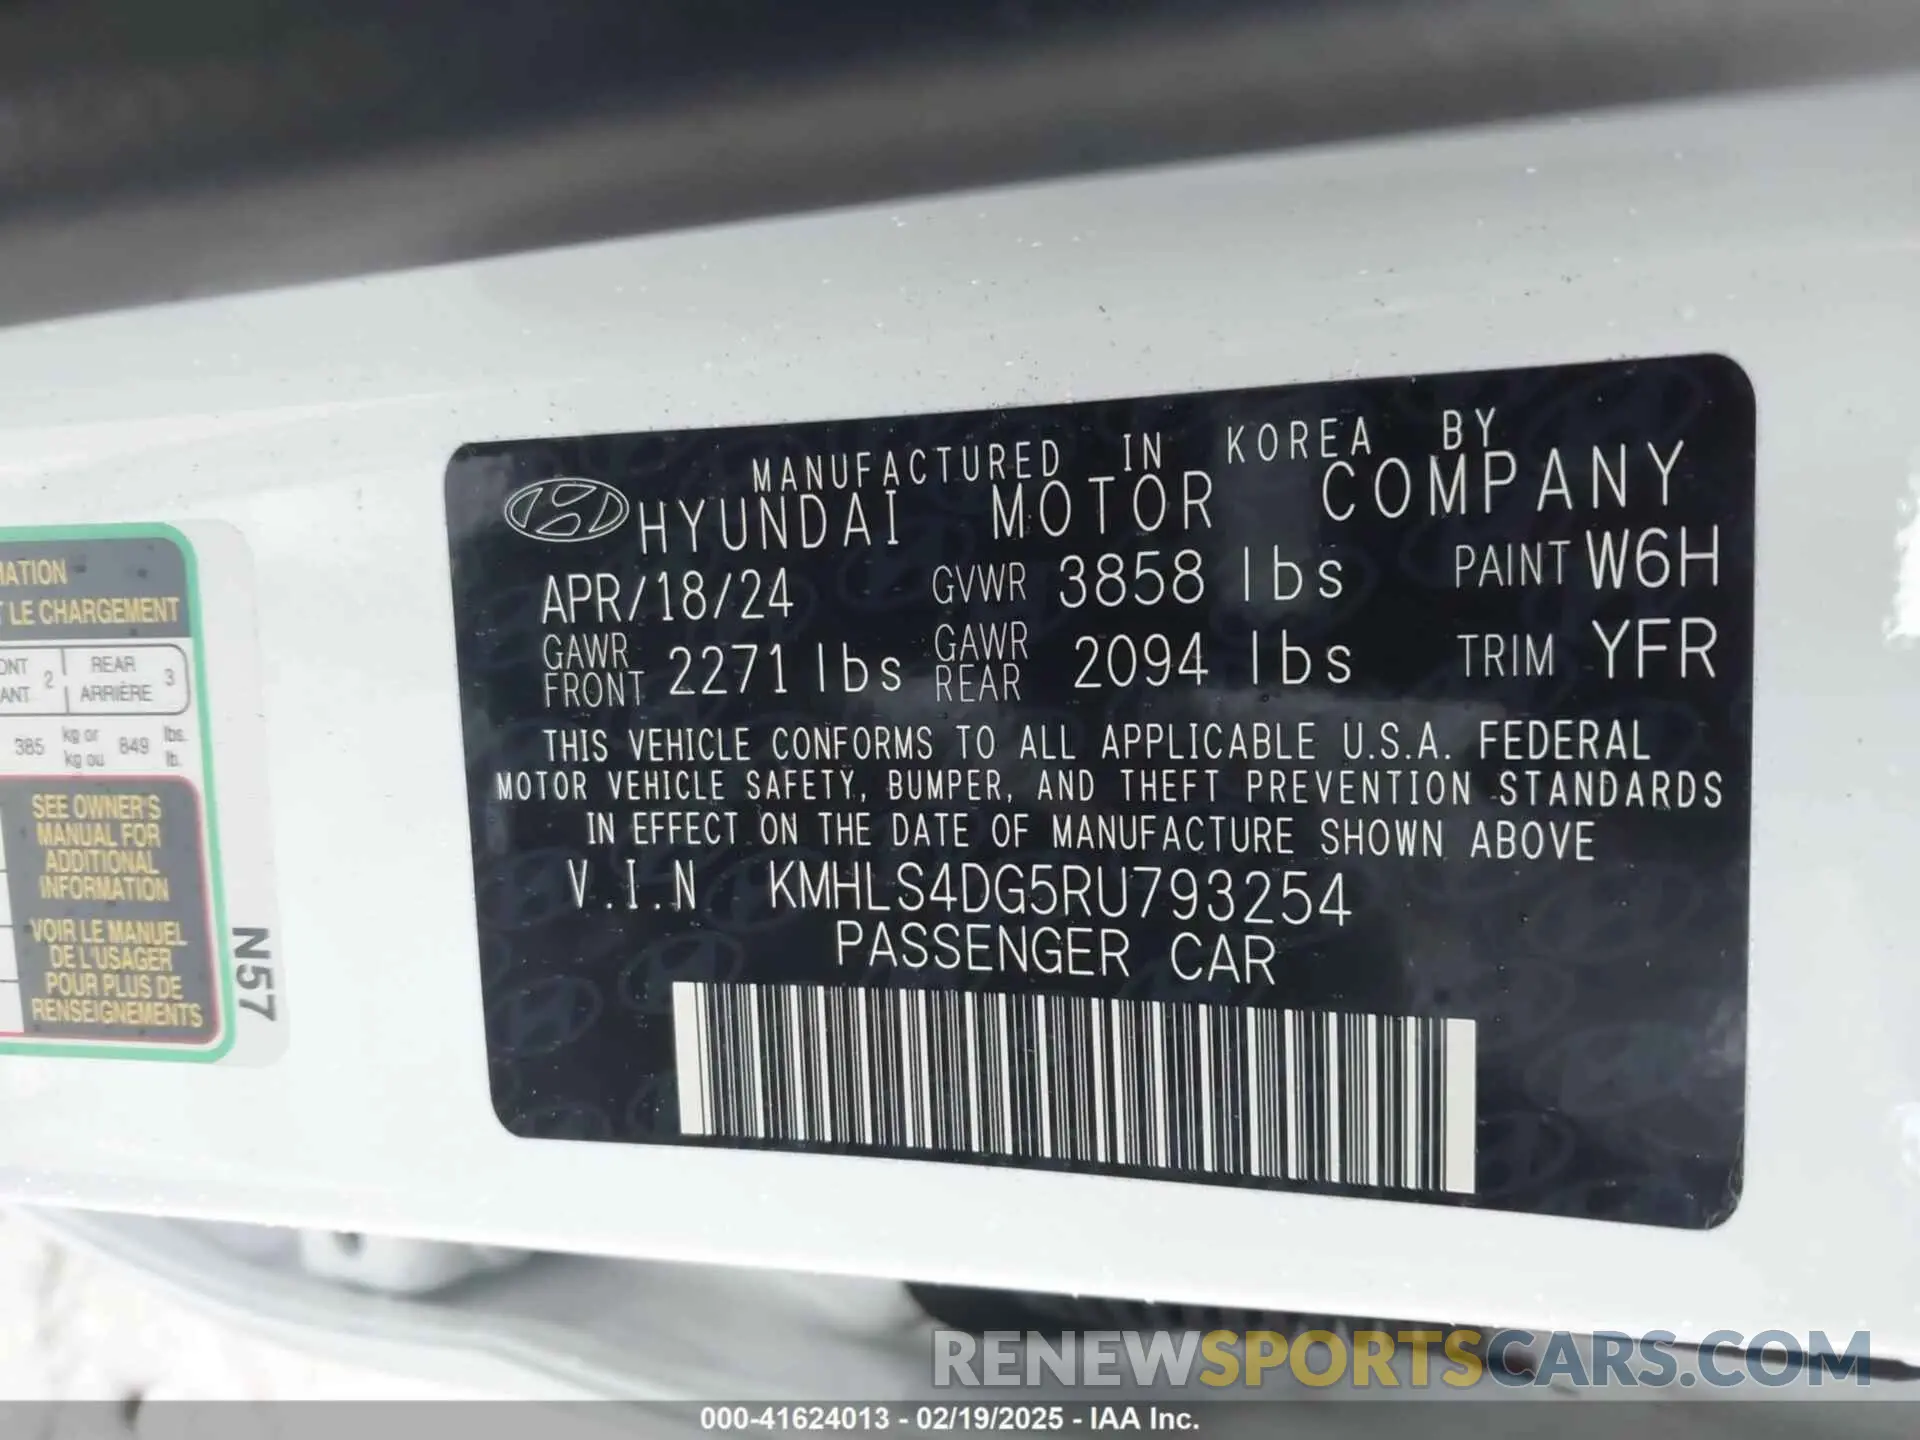 MANUFACTURED IN KOREA BY
HYUNDAI MOTOR COMPANY
APR/18/24 GVWR 3858 lbs PAINT W6H
GAWR FRONT 2271 lbs GAWR REAR 2094 lbs TRIM YFR
THIS VEHICLE CONFORMS TO ALL APPLICABLE U.S.A. FEDERAL
MOTOR VEHICLE SAFETY, BUMPER, AND THEFT PREVENTION STANDARDS
IN EFFECT ON THE DATE OF MANUFACTURE SHOWN ABOVE
V.I.N KMHLS4DG5RU793254
PASSENGER CAR
LE CHARGEMENT
2 REAR 3
ARRIÈRE
385 kg or 849 lbs.
kg ou lb.
SEE OWNER'S
MANUAL FOR
ADDITIONAL
INFORMATION
VOIR LE MANUEL
DE L'USAGER
POUR PLUS DE
RENSEIGNEMENTS
N57
RENEWSPORTSCARS.COM
000-41624013 - 02/19/2025 - IAA Inc.